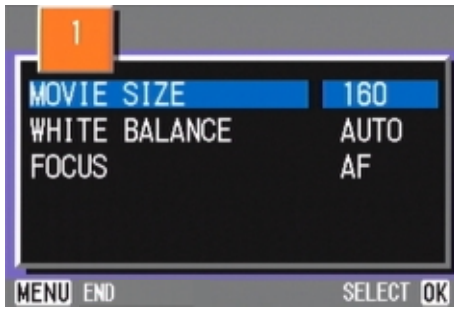 1
MOVIE SIZE 160
WHITE BALANCE AUTO
FOCUS AF
MENU END SELECT OK